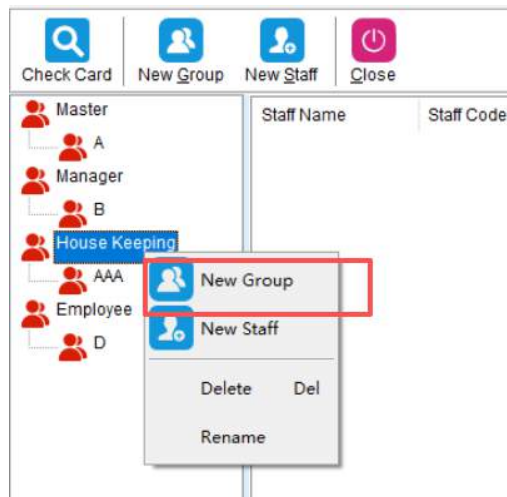 Check Card New Group New Staff Close
Master
Staff Name Staff Code
A
Manager
B
House Keeping
AAA
New Group
Employee
New Staff
D
Delete Del
Rename